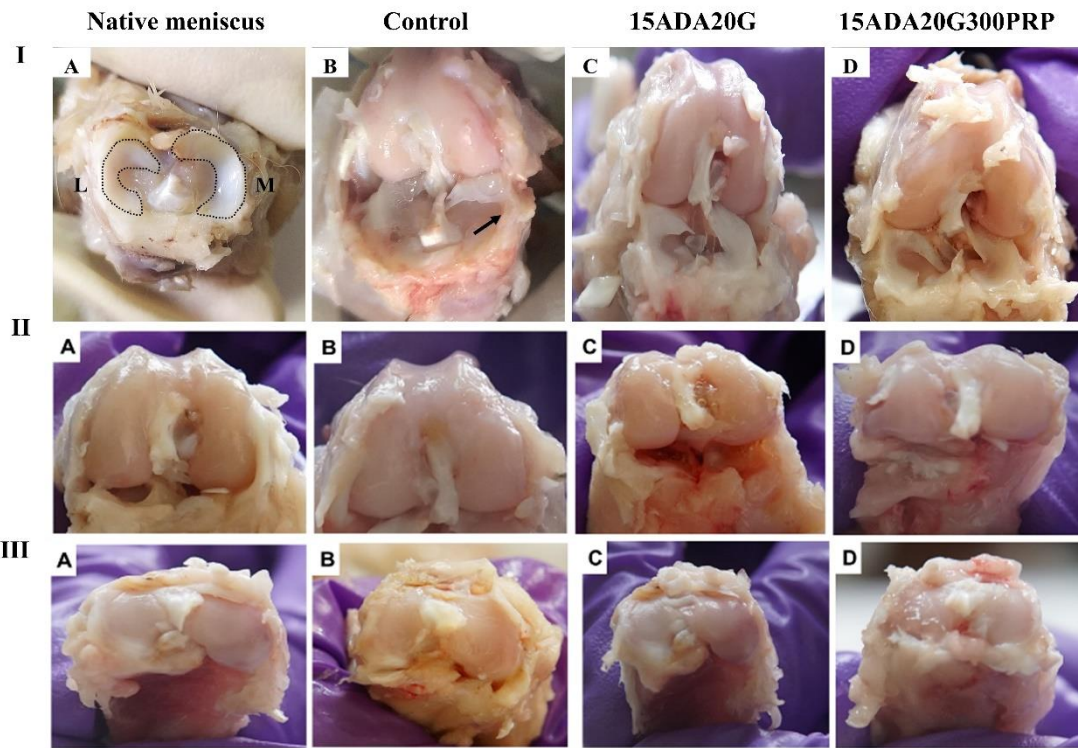 Native meniscus Control 15ADA20G 15ADA20G300PRP
I
A B C D
L M
II
A B C D
III
A B C D